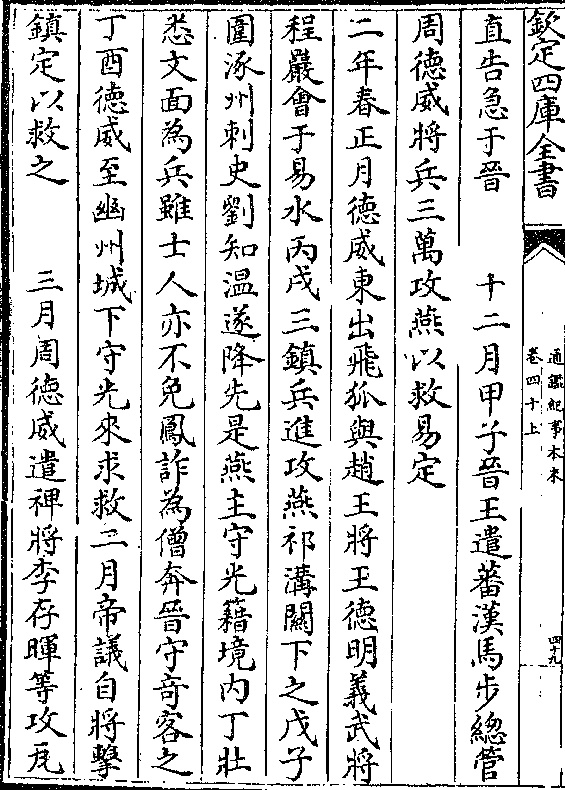 欽定四庫全書
通鑑紀事本末
卷四十上
四十九
直告急于晉　十二月甲子晉王遣蕃漢馬步總管
周德威將兵三萬攻燕以救易定
二年春正月德威東出飛狐與趙王將王德明義武將
程巖會于易水丙戌三鎮兵進攻燕祁溝關下之戊子
圍涿州刺史劉知溫遂降先是燕主守光籍境內丁壯
悉文面為兵雖士人亦不免鳳詐為僧奔晉守奇客之
丁酉德威至幽州城下守光來求救二月帝議自將擊
鎮定以救之　三月周德威遣裨將李存暉等攻瓦